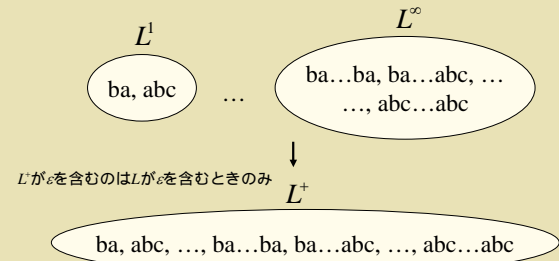 L¹ L∞
ba, abc … ba…ba, ba…abc, …
…, abc…abc
L⁺がεを含むのはLがεを含むときのみ
L⁺
ba, abc, …, ba…ba, ba…abc, …, abc…abc